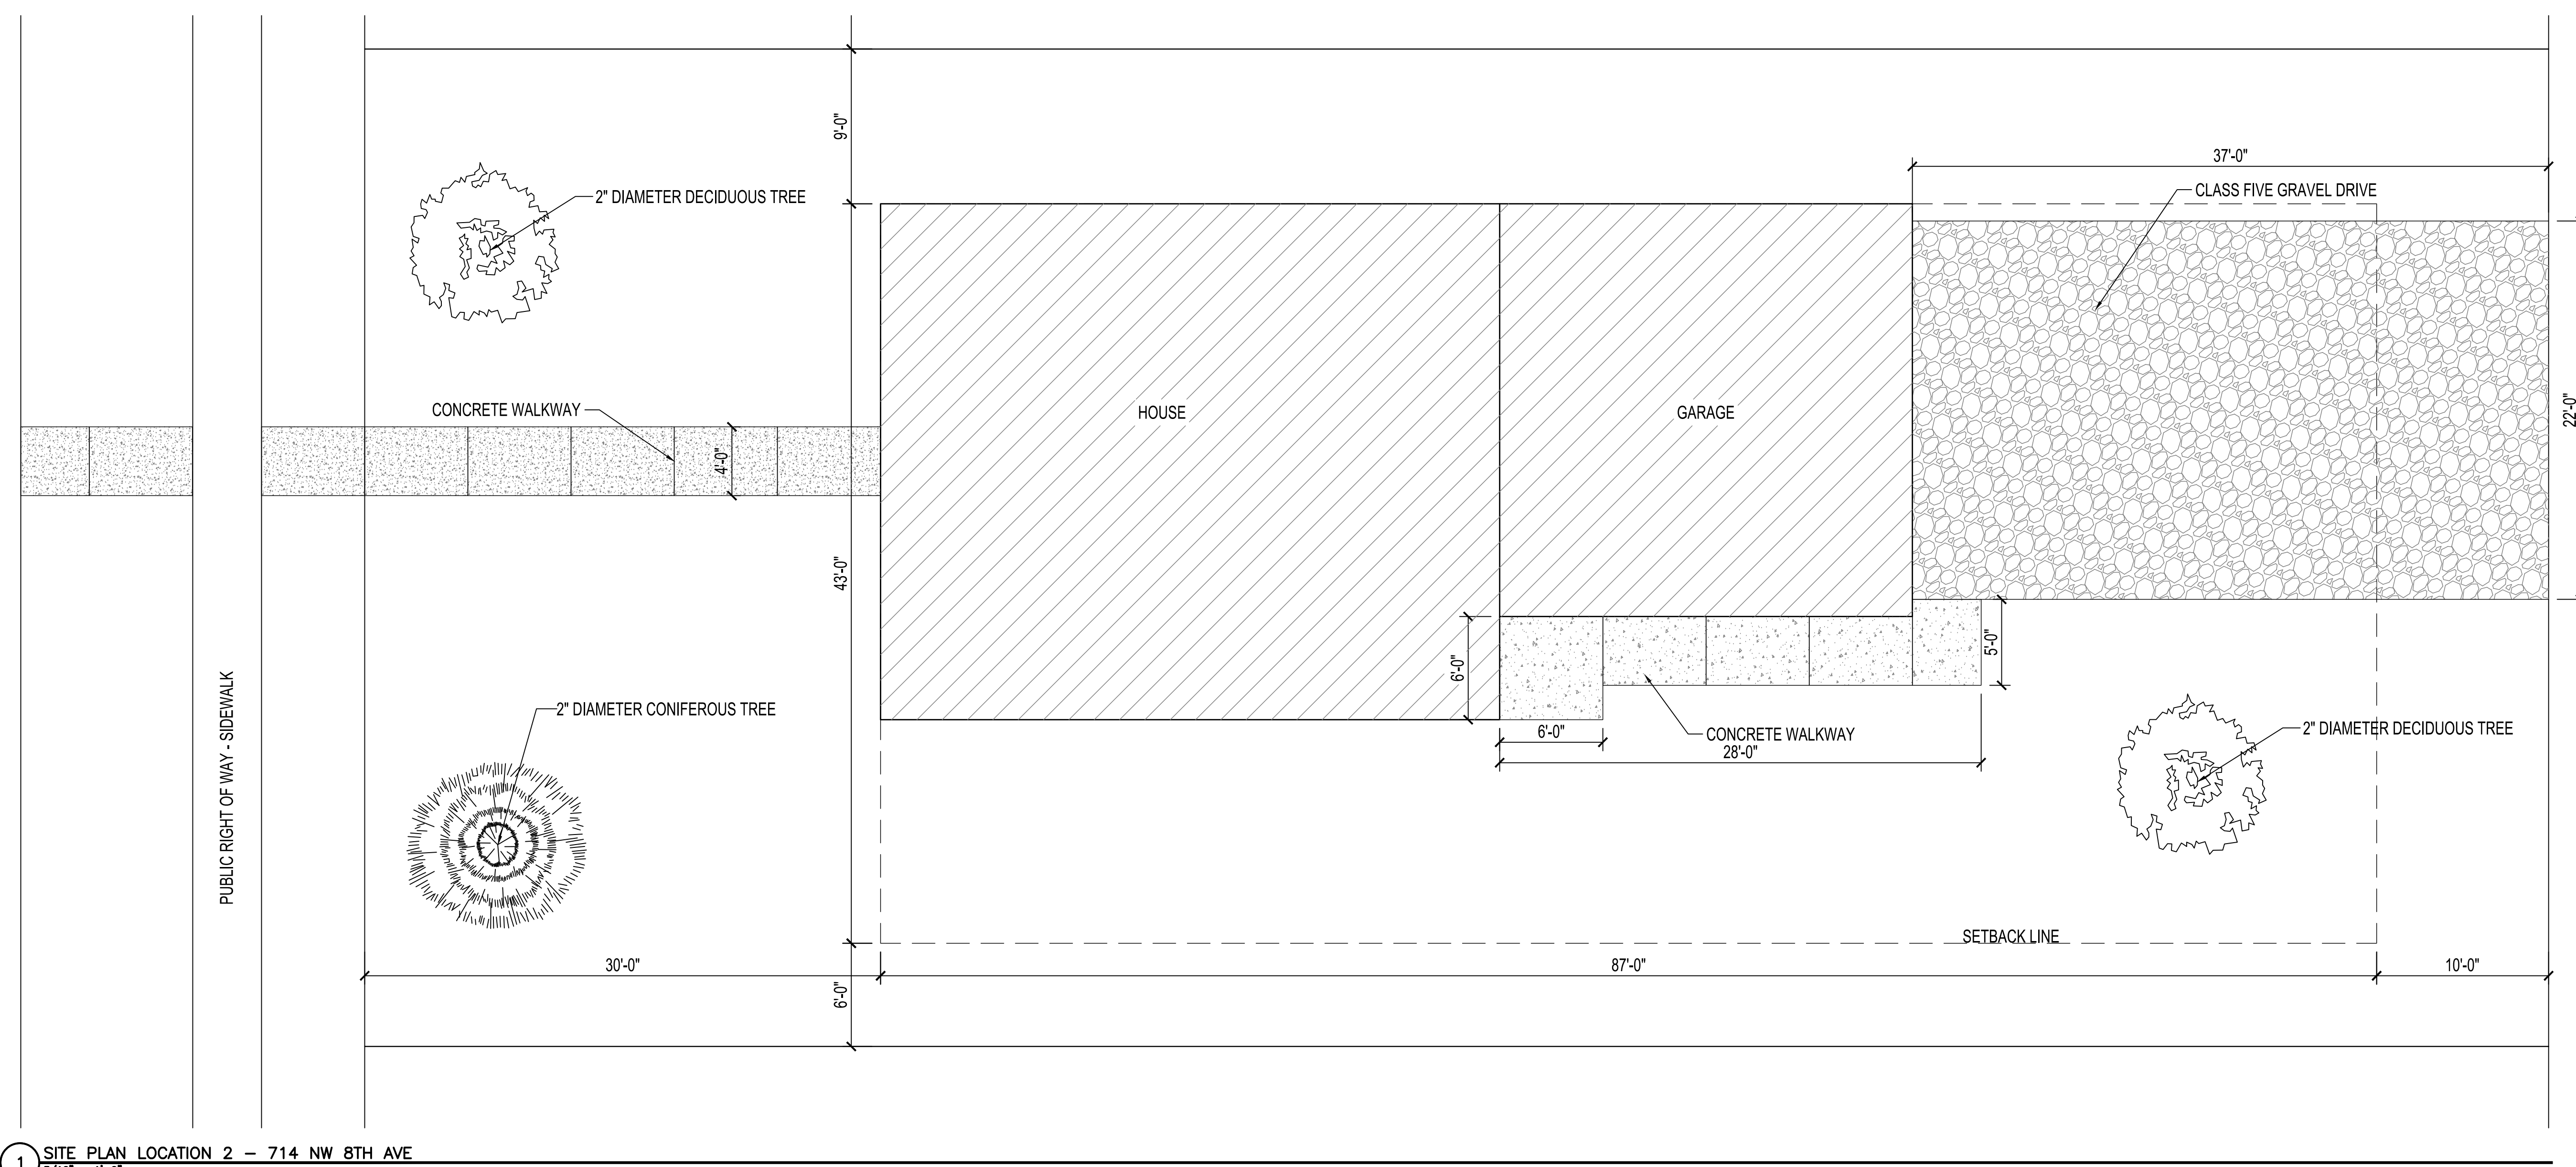 9'-0"
37'-0"
CLASS FIVE GRAVEL DRIVE
2" DIAMETER DECIDUOUS TREE
CONCRETE WALKWAY
HOUSE
GARAGE
22'-0"
4'-0"
43'-0"
5'-0"
6'-0"
PUBLIC RIGHT OF WAY - SIDEWALK
2" DIAMETER CONIFEROUS TREE
6'-0"
CONCRETE WALKWAY
28'-0"
2" DIAMETER DECIDUOUS TREE
SETBACK LINE
30'-0"
87'-0"
10'-0"
6'-0"
1
SITE PLAN LOCATION 2 - 714 NW 8TH AVE